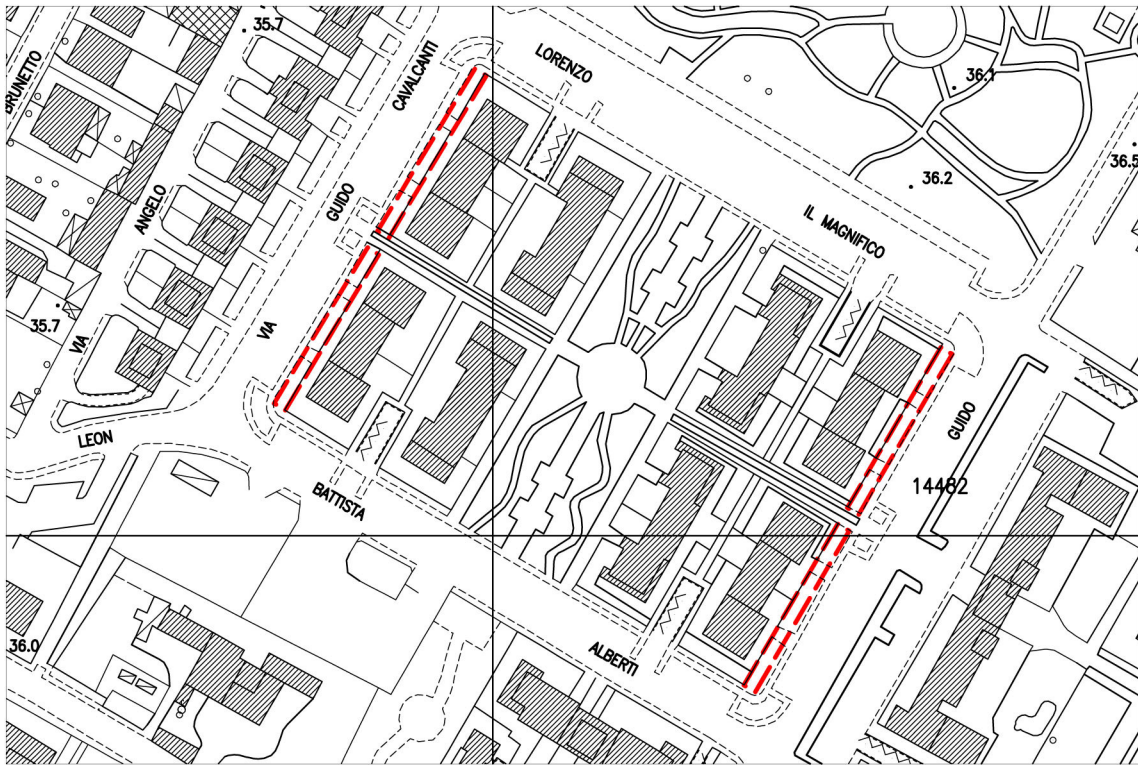 35.7
CAVALCANTI
LORENZO
36.1
BRUNETTO
36.5
36.2
ANGELO
GUIDO
IL MAGNIFICO
35.7
VIA
VIA
GUIDO
LEON
14482
BATTISTA
36.0
ALBERTI